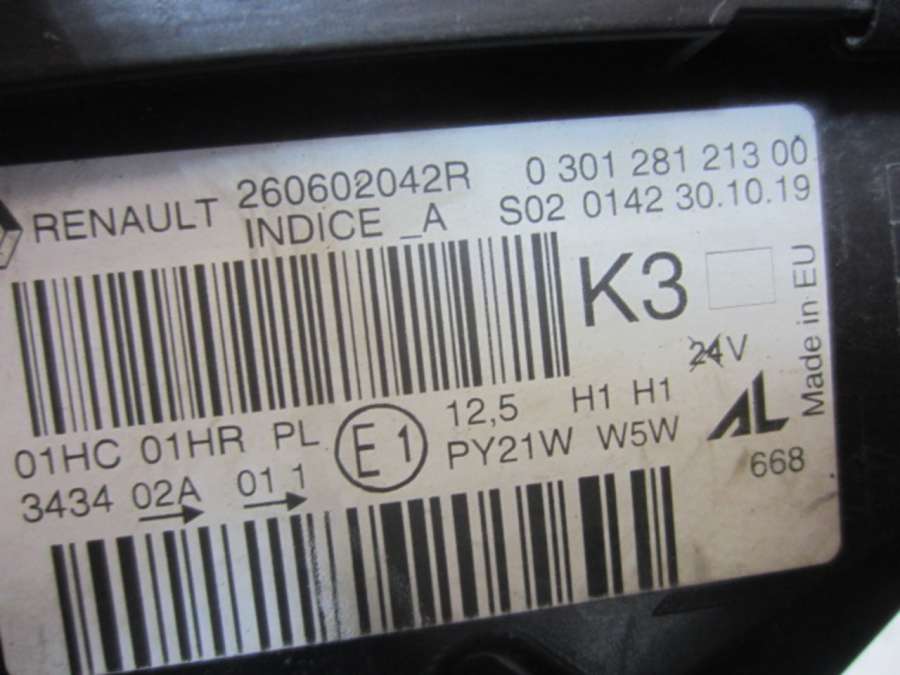 RENAULT 260602042R 0 301 281 213 00
INDICE _A S02 0142 30.10.19
K3
Made in EU
24V
01HC 01HR PL E1 12,5 H1 H1
3434 02A 01 1 PY21W W5W AL
668